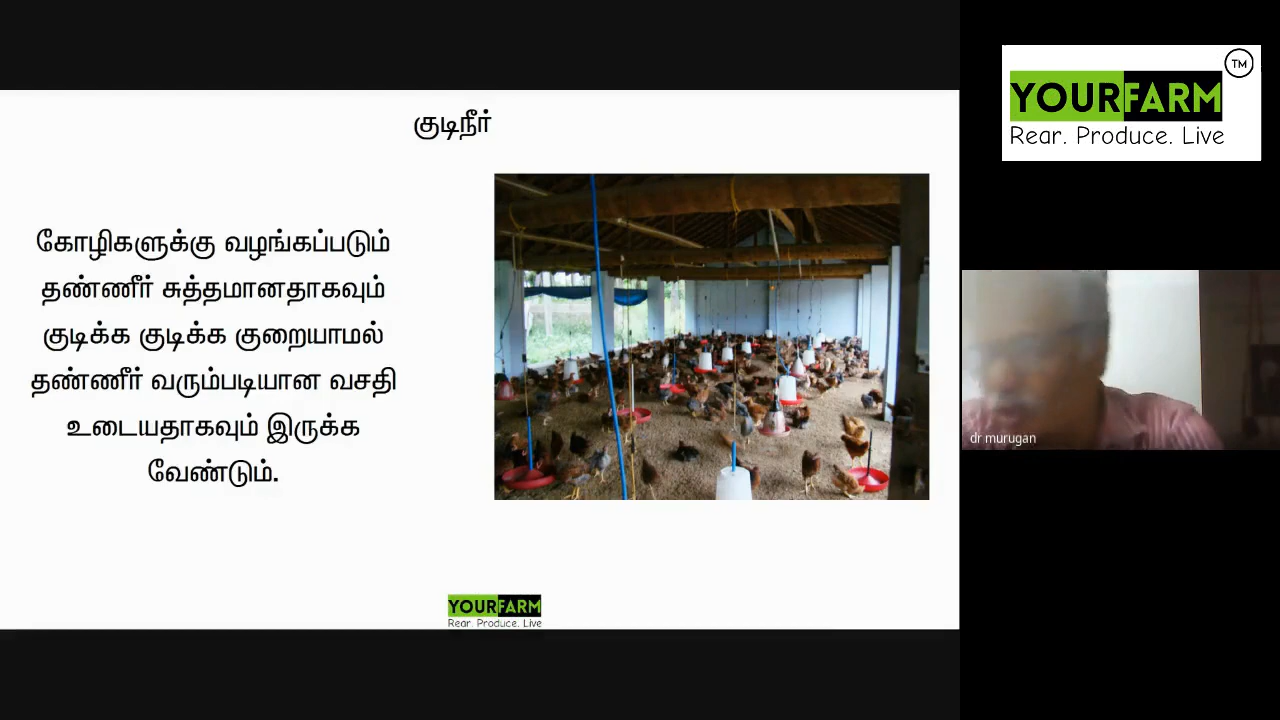 குடிநீர்
கோழிகளுக்கு வழங்கப்படும்
தண்ணீர் சுத்தமானதாகவும்
குடிக்க குடிக்க குறையாமல்
தண்ணீர் வரும்படியான வசதி
உடையதாகவும் இருக்க
வேண்டும்.
YOURFARM
Rear. Produce. Live
TM
YOURFARM
Rear. Produce. Live
dr murugan